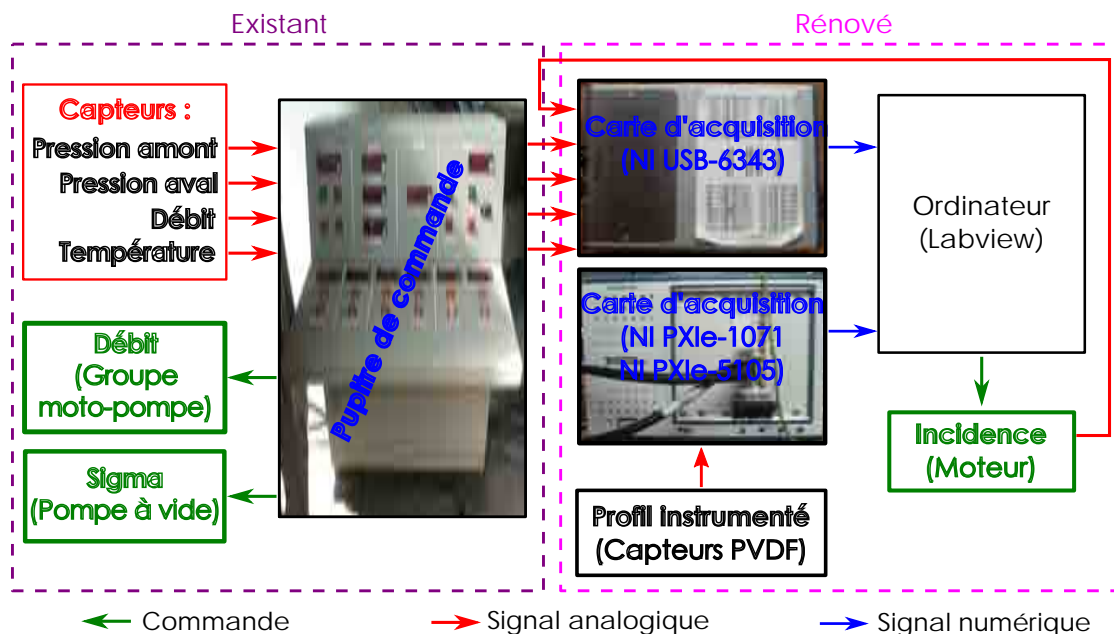 Existant
Rénové
Capteurs :
Pression amont
Pression aval
Débit
Température
Pupitre de commande
Carte d'acquisition
(NI USB-6343)
Carte d'acquisition
(NI PXIe-1071
NI PXIe-5105)
Ordinateur
(Labview)
Débit
(Groupe
moto-pompe)
Sigma
(Pompe à vide)
Profil instrumenté
(Capteurs PVDF)
Incidence
(Moteur)
Commande
Signal analogique
Signal numérique